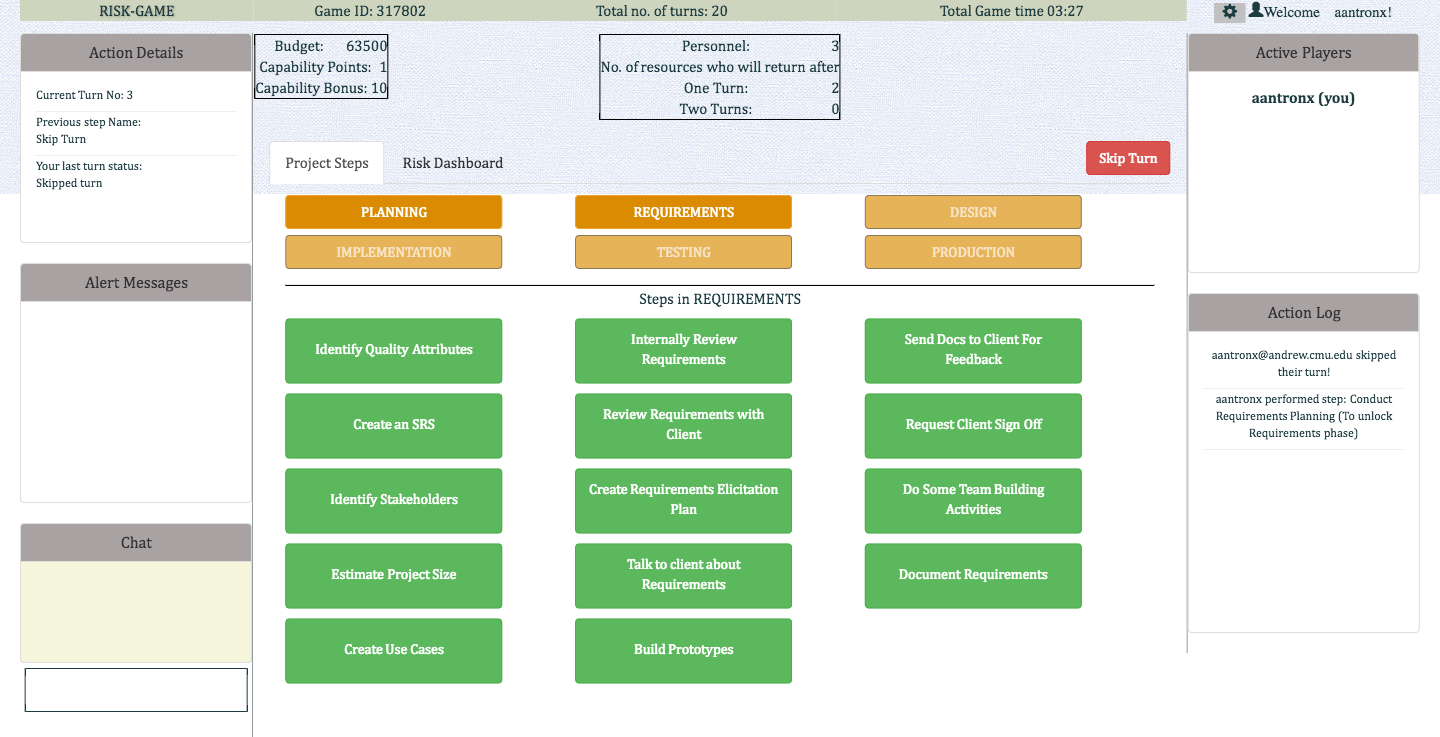 RISK-GAME
Game ID: 317802
Total no. of turns: 20
Total Game time 03:27
Welcome aantronx!
Action Details
Current Turn No: 3
Previous step Name:
Skip Turn
Your last turn status:
Skipped turn
Alert Messages
Chat
Budget: 63500
Capability Points: 1
Capability Bonus: 10
Personnel: 3
No. of resources who will return after
One Turn: 2
Two Turns: 0
Project Steps
Risk Dashboard
Skip Turn
PLANNING
REQUIREMENTS
DESIGN
IMPLEMENTATION
TESTING
PRODUCTION
Steps in REQUIREMENTS
Identify Quality Attributes
Internally Review
Requirements
Send Docs to Client For
Feedback
Create an SRS
Review Requirements with
Client
Request Client Sign Off
Identify Stakeholders
Create Requirements Elicitation
Plan
Do Some Team Building
Activities
Estimate Project Size
Talk to client about
Requirements
Document Requirements
Create Use Cases
Build Prototypes
Active Players
aantronx (you)
Action Log
aantronx@andrew.cmu.edu skipped
their turn!
aantronx performed step: Conduct
Requirements Planning (To unlock
Requirements phase)